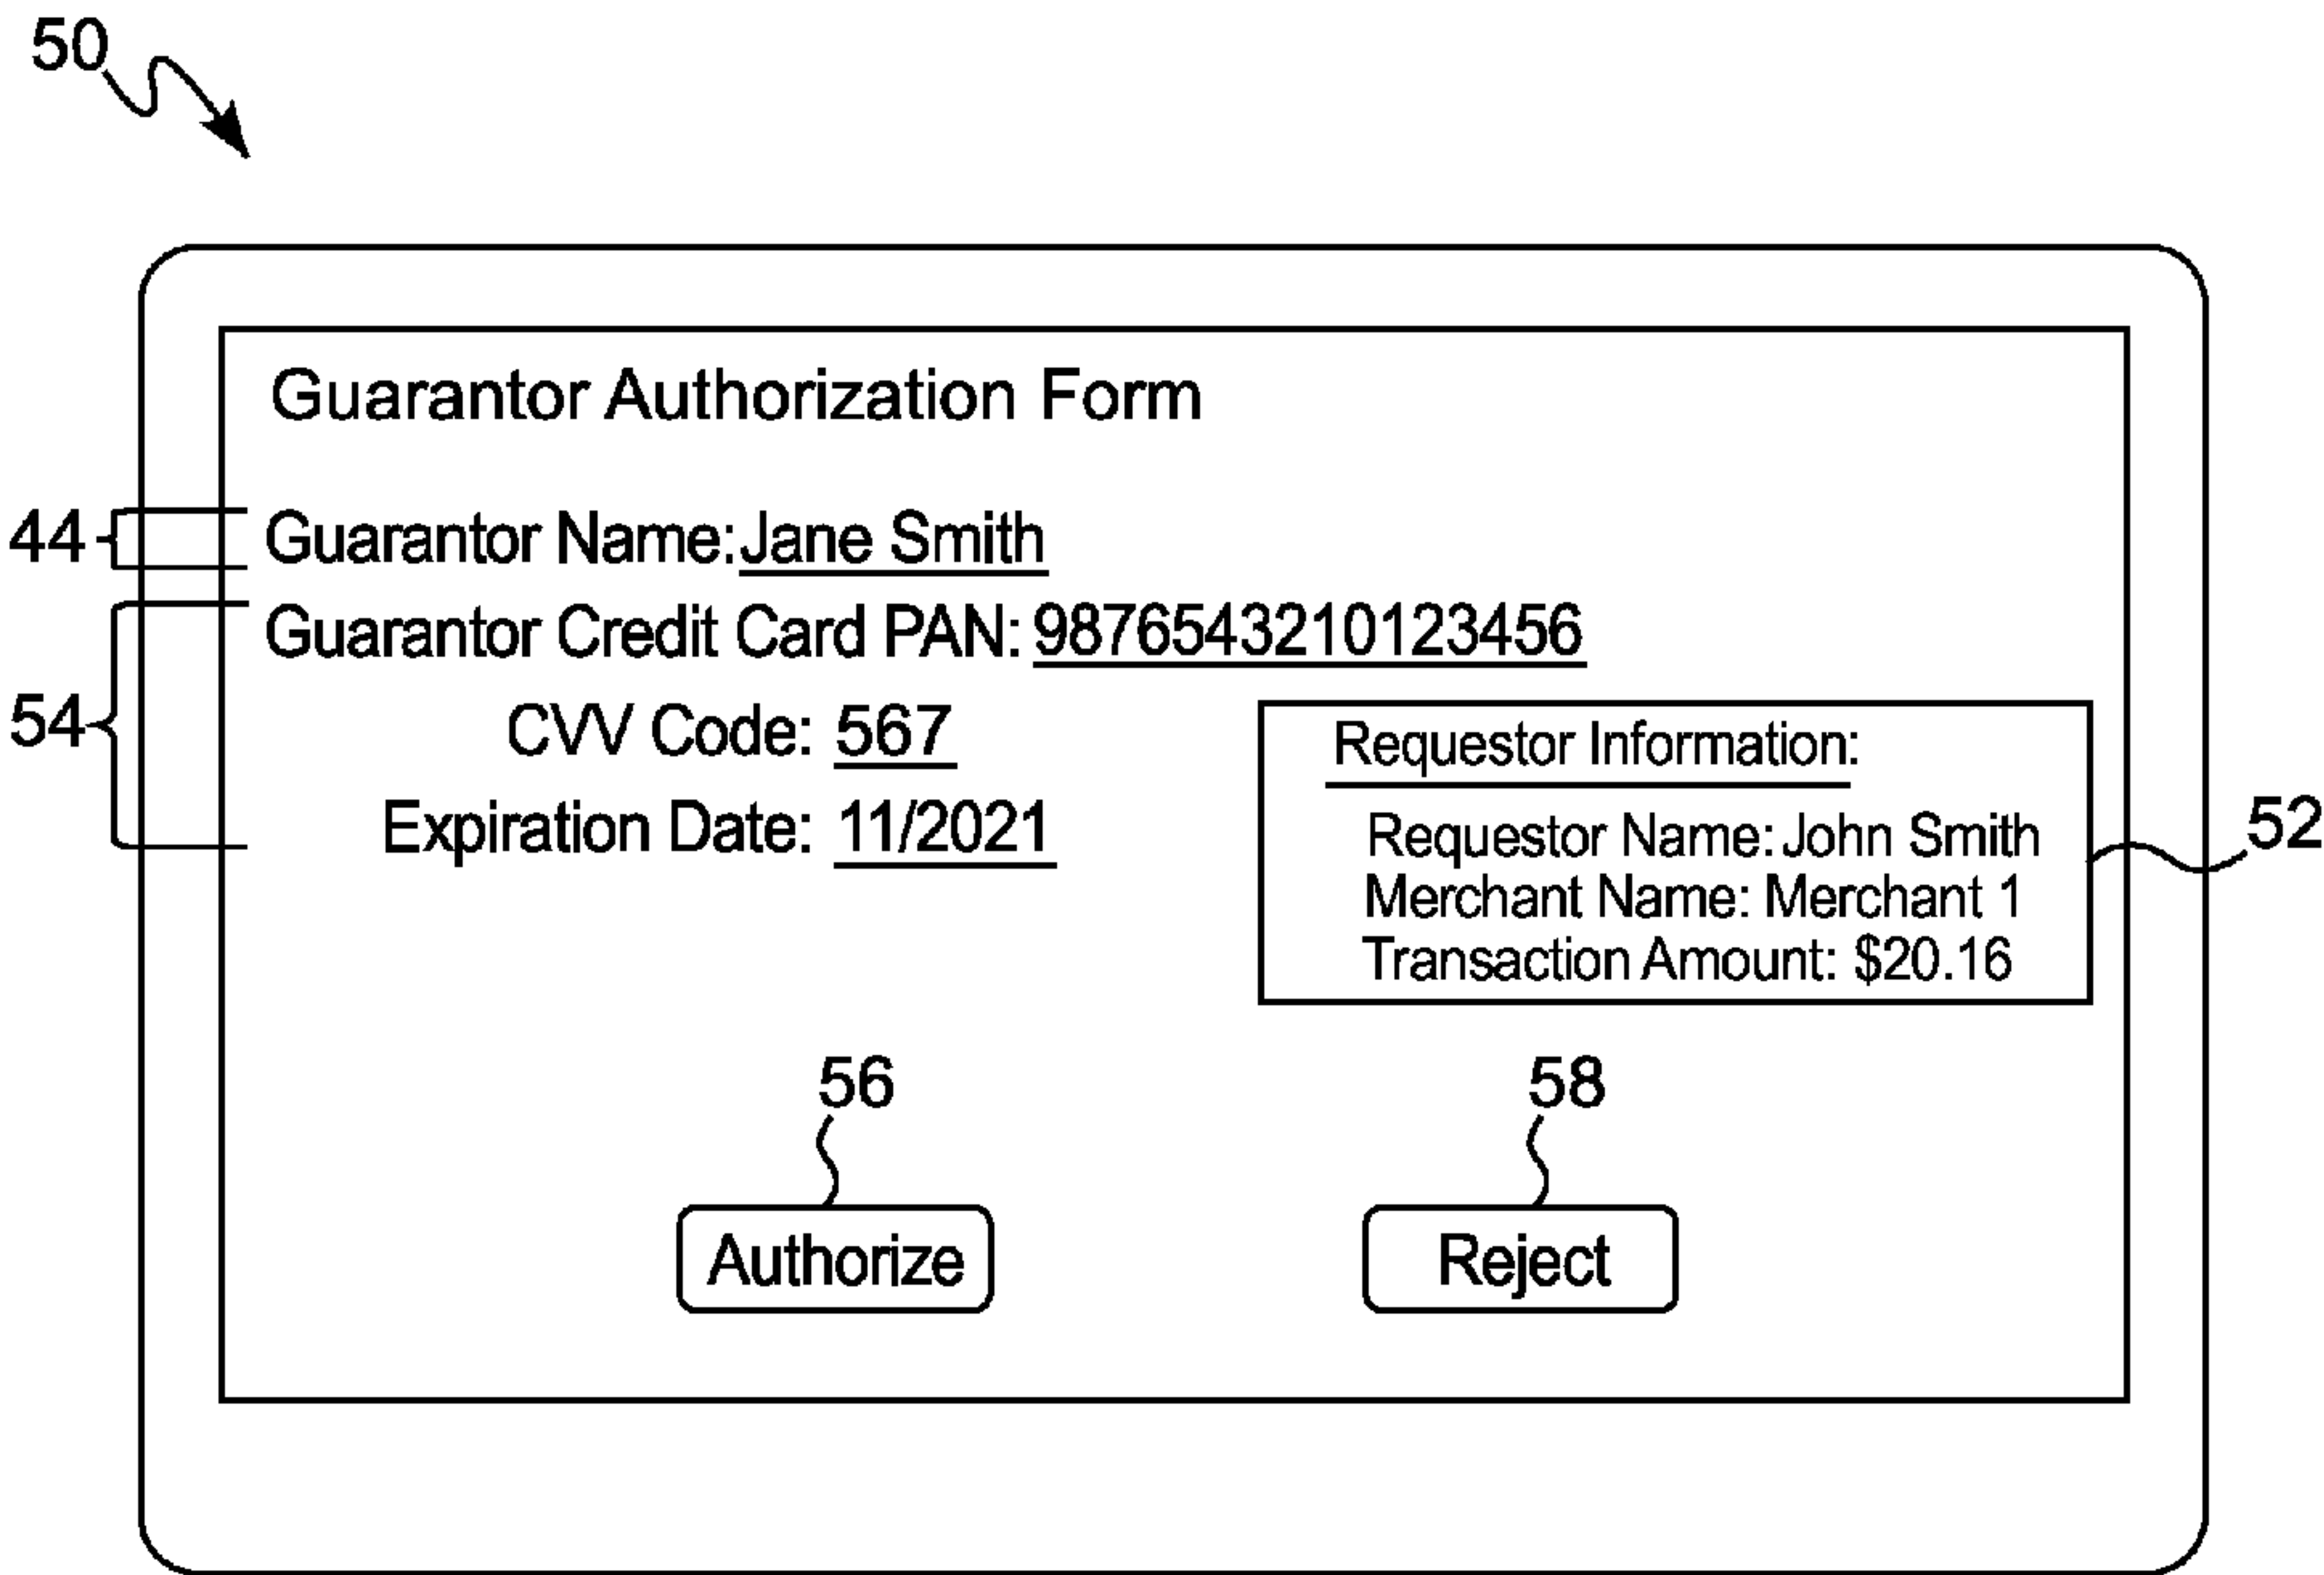 50
Guarantor Authorization Form
44
Guarantor Name: Jane Smith
Guarantor Credit Card PAN: 9876543210123456
54
CVV Code: 567
Expiration Date: 11/2021
Requestor Information:
Requestor Name: John Smith
Merchant Name: Merchant 1
Transaction Amount: $20.16
52
56
58
Authorize
Reject